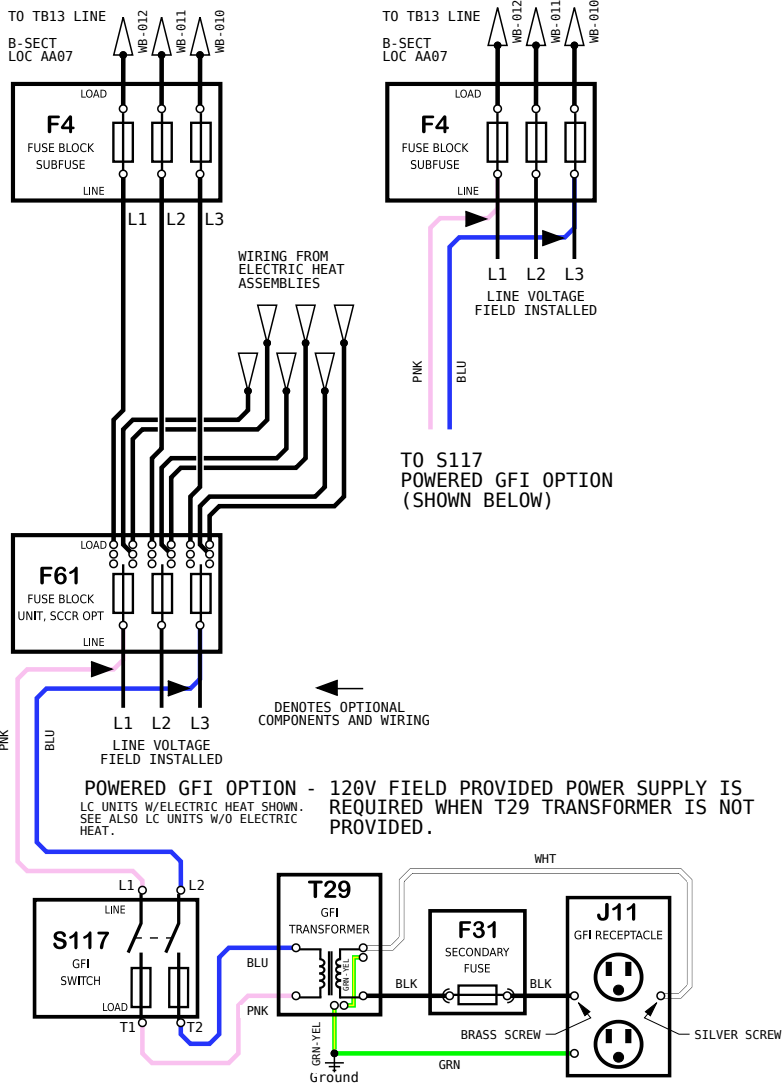 TO TB13 LINE
B-SECT
LOC AA07
WB-012
WB-011
WB-010
LOAD
F4
FUSE BLOCK
SUBFUSE
LINE
L1 L2 L3
WIRING FROM
ELECTRIC HEAT
ASSEMBLIES
TO TB13 LINE
B-SECT
LOC AA07
WB-012
WB-011
WB-010
LOAD
F4
FUSE BLOCK
SUBFUSE
LINE
L1 L2 L3
LINE VOLTAGE
FIELD INSTALLED
PNK
BLU
TO S117
POWERED GFI OPTION
(SHOWN BELOW)
LOAD
F61
FUSE BLOCK
UNIT, SCCR OPT
LINE
L1 L2 L3
LINE VOLTAGE
FIELD INSTALLED
PNK
BLU
DENOTES OPTIONAL
COMPONENTS AND WIRING
POWERED GFI OPTION - 120V FIELD PROVIDED POWER SUPPLY IS
REQUIRED WHEN T29 TRANSFORMER IS NOT
PROVIDED.
LC UNITS W/ELECTRIC HEAT SHOWN.
SEE ALSO LC UNITS W/O ELECTRIC
HEAT.
L1 L2
LINE
S117
GFI
SWITCH
LOAD
T1 T2
BLU
PNK
T29
GFI
TRANSFORMER
GRN-YEL
GRN-YEL
Ground
WHT
BLK
F31
SECONDARY
FUSE
BLK
J11
GFI RECEPTACLE
BRASS SCREW
SILVER SCREW
GRN